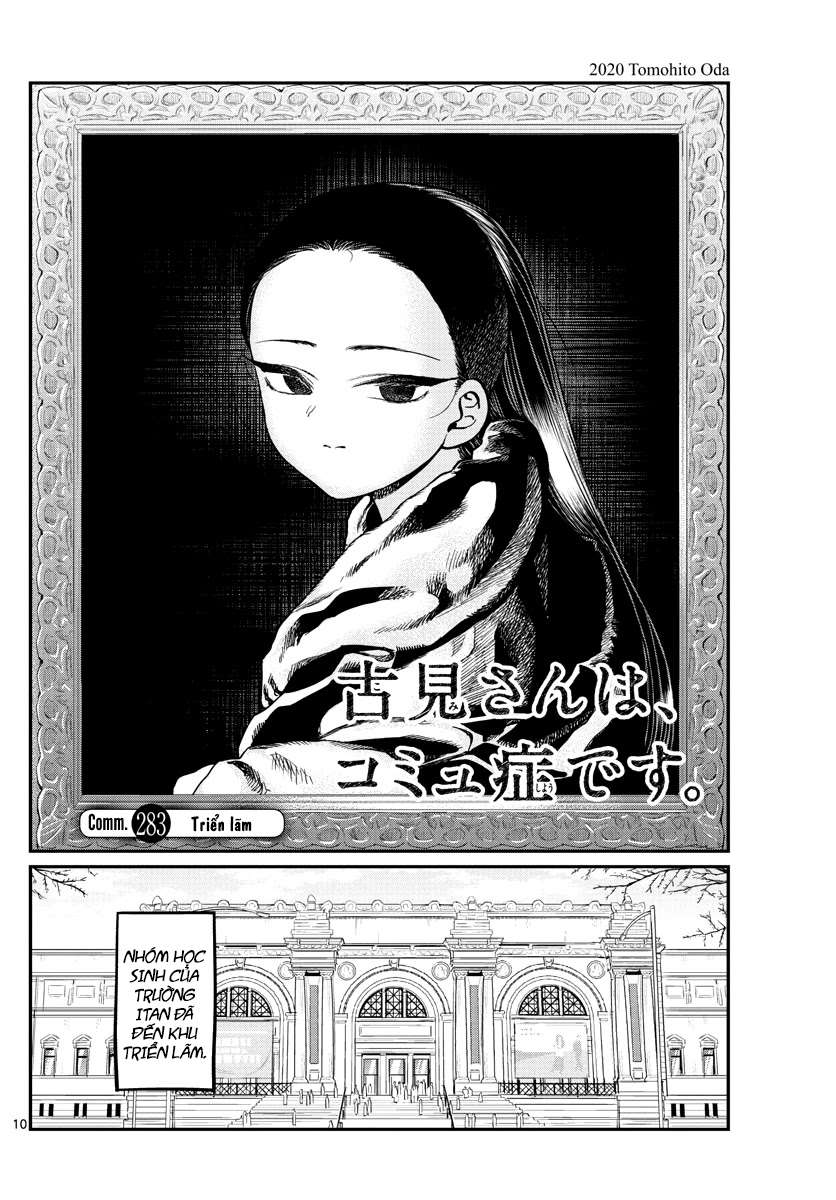 2020 Tomohito Oda
古見さんは、
コミュ症です。
Comm. 283 Triển lãm
NHÓM HỌC
SINH CỦA
TRƯỜNG
ITAN ĐÃ
ĐẾN KHU
TRIỂN LÃM.
10